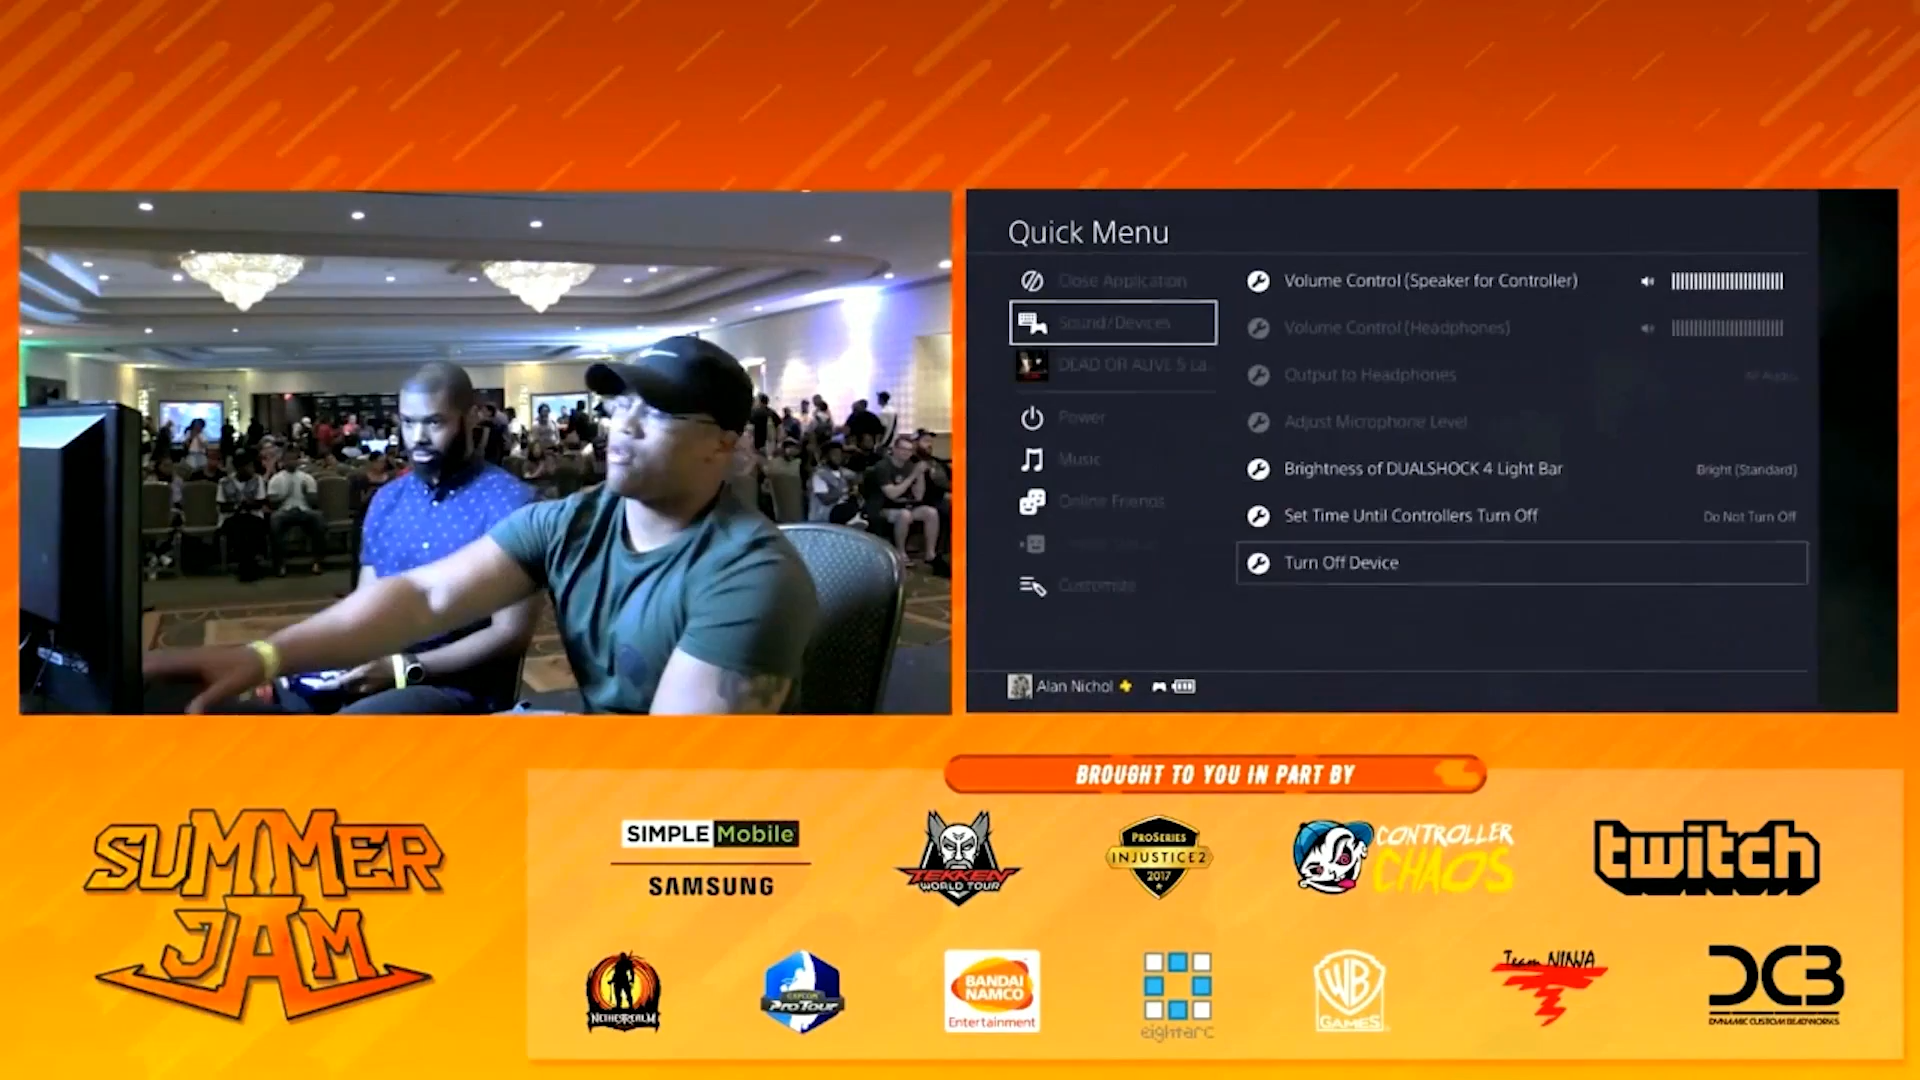 Quick Menu
Close Application
Sound/Devices
DEAD OR ALIVE 5 La...
Power
Music
Online Friends
Customize
Volume Control (Speaker for Controller)
Volume Control (Headphones)
Output to Headphones
Adjust Microphone Level
Brightness of DUALSHOCK 4 Light Bar
Bright (Standard)
Set Time Until Controllers Turn Off
Do Not Turn Off
Turn Off Device
Alan Nichol
BROUGHT TO YOU IN PART BY
SUMMER
JAM
SIMPLE Mobile
SAMSUNG
TEKKEN
WORLD TOUR
PROSERIES
INJUSTICE 2
2017
CONTROLLER
CHAOS
twitch
NETHERREALM
CAPCOM
PRO TOUR
BANDAI
NAMCO
Entertainment
eightarc
WB
GAMES
Team NINJA
DCB
DYNAMIC CUSTOM BEADWORKS